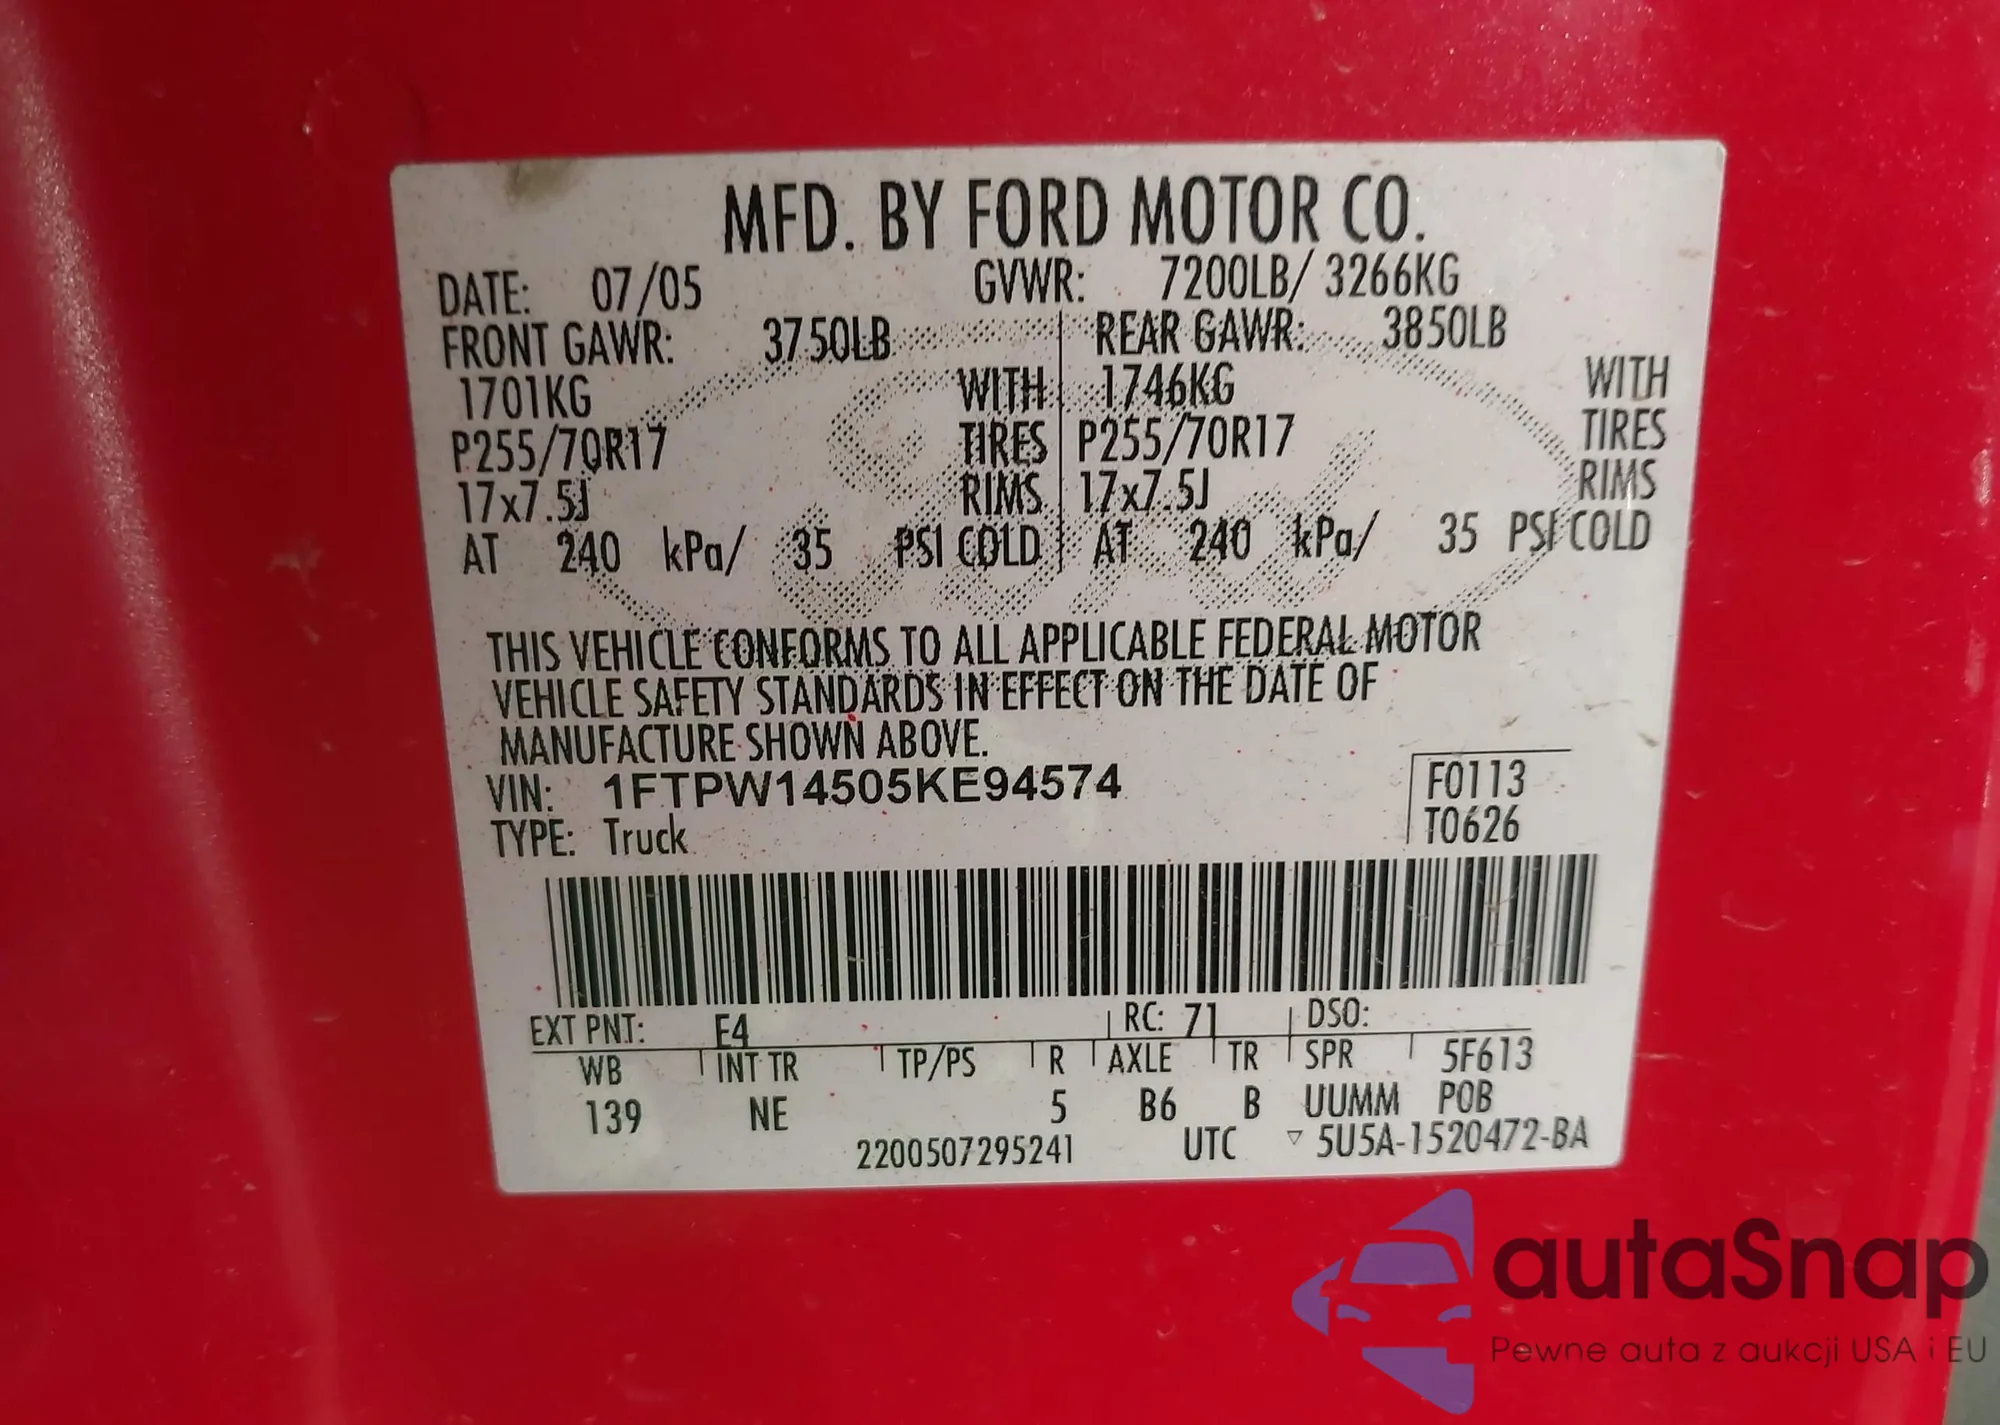 MFD. BY FORD MOTOR CO.
DATE: 07/05 GVWR: 7200LB/ 3266KG
FRONT GAWR: 3750LB REAR GAWR: 3850LB
1701KG WITH 1746KG WITH
P255/70R17 TIRES P255/70R17 TIRES
17x7.5J RIMS 17x7.5J RIMS
AT 240 kPa/ 35 PSI COLD AT 240 kPa/ 35 PSI COLD
THIS VEHICLE CONFORMS TO ALL APPLICABLE FEDERAL MOTOR
VEHICLE SAFETY STANDARDS IN EFFECT ON THE DATE OF
MANUFACTURE SHOWN ABOVE.
VIN: 1FTPW14505KE94574 F0113
TYPE: Truck T0626
EXT PNT: E4 RC: 71 DSO:
WB INT TR TP/PS R AXLE TR SPR 5F613
139 NE 5 B6 B UUMM POB
2200507295241 UTC ▽ 5U5A-1520472-BA
autaSnap
Pewne auta z aukcji USA i EU